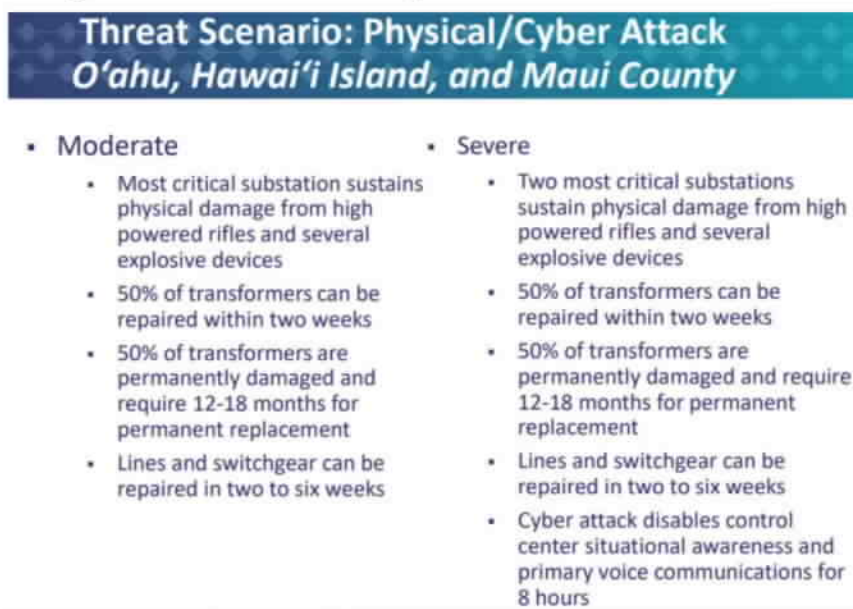 Threat Scenario: Physical/Cyber Attack
O‘ahu, Hawai‘i Island, and Maui County
▪ Moderate
▪ Most critical substation sustains
physical damage from high
powered rifles and several
explosive devices
▪ 50% of transformers can be
repaired within two weeks
▪ 50% of transformers are
permanently damaged and
require 12-18 months for
permanent replacement
▪ Lines and switchgear can be
repaired in two to six weeks
▪ Severe
▪ Two most critical substations
sustain physical damage from high
powered rifles and several
explosive devices
▪ 50% of transformers can be
repaired within two weeks
▪ 50% of transformers are
permanently damaged and require
12-18 months for permanent
replacement
▪ Lines and switchgear can be
repaired in two to six weeks
▪ Cyber attack disables control
center situational awareness and
primary voice communications for
8 hours